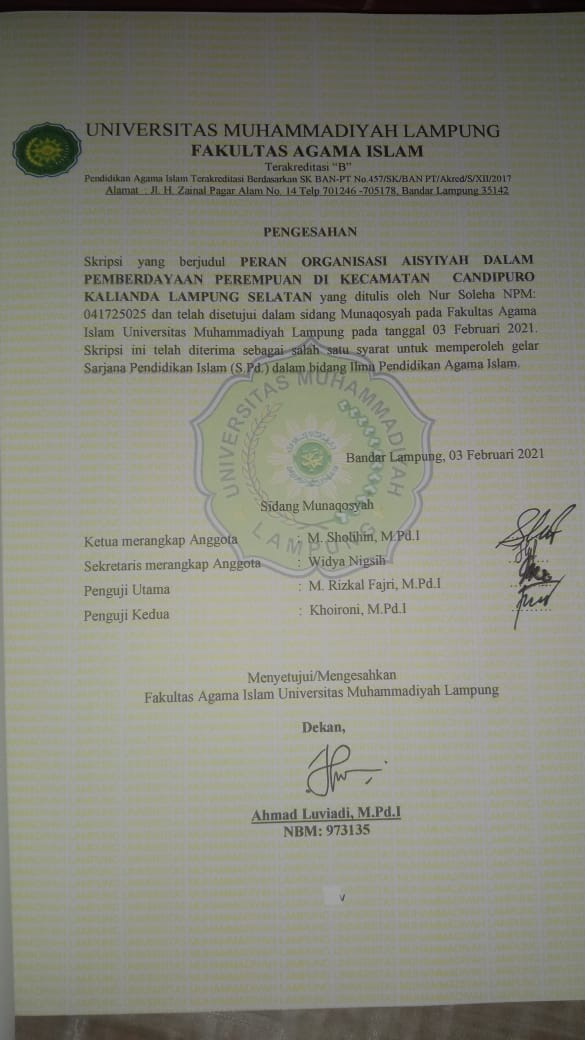 UNIVERSITAS MUHAMMADIYAH LAMPUNG
FAKULTAS AGAMA ISLAM
Terakreditasi "B"
Pendidikan Agama Islam Terakreditasi Berdasarkan SK BAN-PT No.457/SK/BAN PT/Akred/S/XII/2017
Alamat : Jl. H. Zainal Pagar Alam No. 14 Telp 701246 -705178, Bandar Lampung 35142
PENGESAHAN
Skripsi yang berjudul PERAN ORGANISASI AISYIYAH DALAM
PEMBERDAYAAN PEREMPUAN DI KECAMATAN CANDIPURO
KALIANDA LAMPUNG SELATAN yang ditulis oleh Nur Soleha NPM:
041725025 dan telah disetujui dalam sidang Munaqosyah pada Fakultas Agama
Islam Universitas Muhammadiyah Lampung pada tanggal 03 Februari 2021.
Skripsi ini telah diterima sebagai salah satu syarat untuk memperoleh gelar
Sarjana Pendidikan Islam (S.Pd.) dalam bidang Ilmu Pendidikan Agama Islam.
UNIVERSITAS MUHAMMADIYAH
LAMPUNG
Bandar Lampung, 03 Februari 2021
Sidang Munaqosyah
Ketua merangkap Anggota : M. Sholihin, M.Pd.I
Sekretaris merangkap Anggota : Widya Nigsih
Penguji Utama : M. Rizkal Fajri, M.Pd.I
Penguji Kedua : Khoironi, M.Pd.I
Menyetujui/Mengesahkan
Fakultas Agama Islam Universitas Muhammadiyah Lampung
Dekan,
Ahmad Luviadi, M.Pd.I
NBM: 973135
v